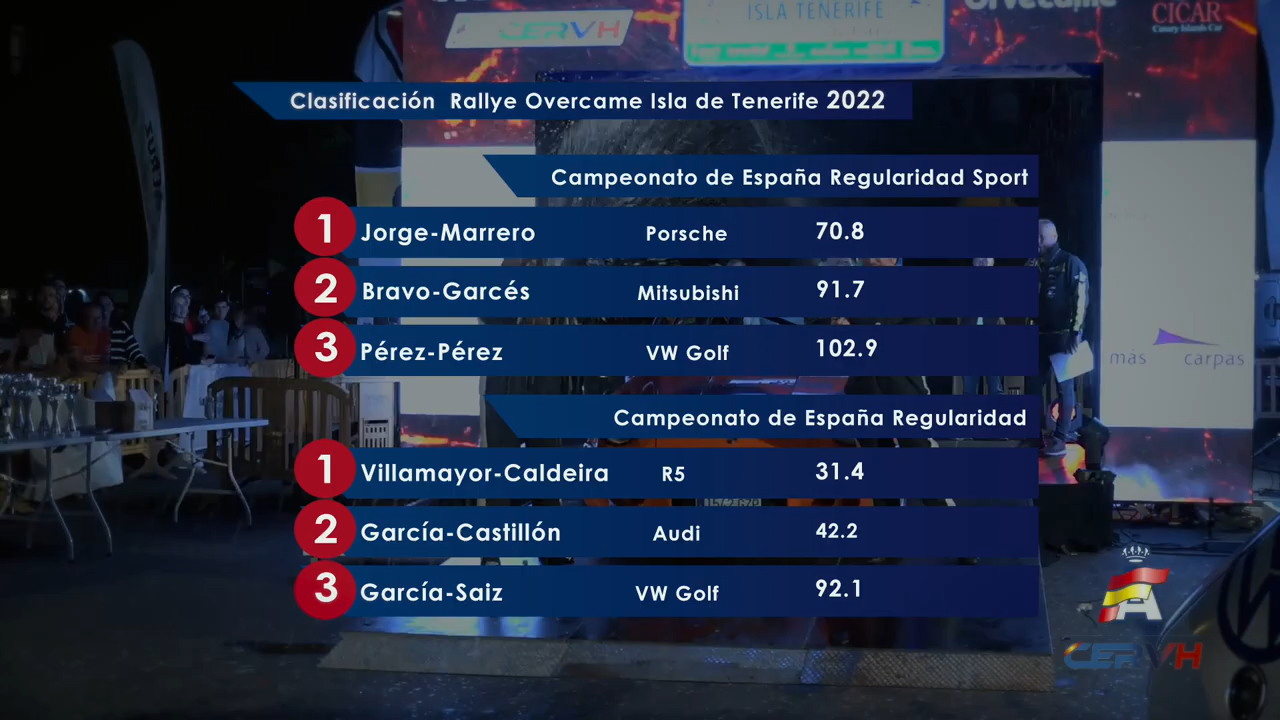 CERVH
ISLA TENERIFE
CICAR
Canary Islands Car
Clasificación Rallye Overcame Isla de Tenerife 2022
Campeonato de España Regularidad Sport
1 Jorge-Marrero Porsche 70.8
2 Bravo-Garcés Mitsubishi 91.7
3 Pérez-Pérez VW Golf 102.9
más carpas
Campeonato de España Regularidad
1 Villamayor-Caldeira R5 31.4
2 García-Castillón Audi 42.2
3 García-Saiz VW Golf 92.1
A
CERVH